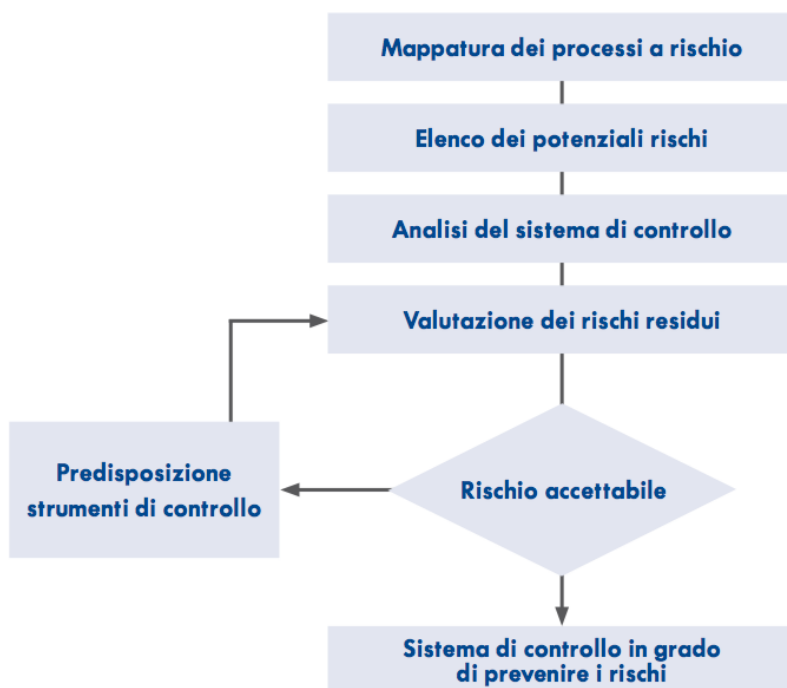 Mappatura dei processi a rischio
Elenco dei potenziali rischi
Analisi del sistema di controllo
Valutazione dei rischi residui
Predisposizione
strumenti di controllo
Rischio accettabile
Sistema di controllo in grado
di prevenire i rischi